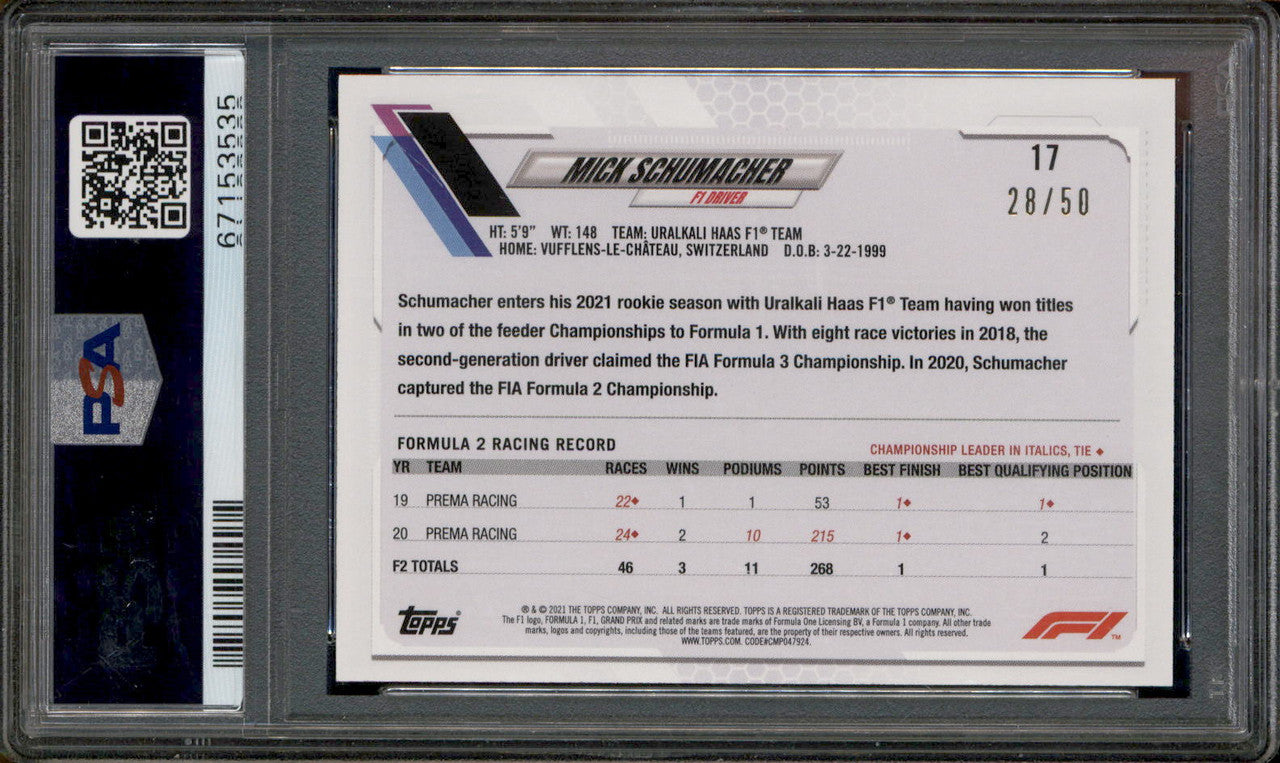 67153535
PSA
MICK SCHUMACHER
F1 DRIVER
17
28/50
HT: 5'9" WT: 148 TEAM: URALKALI HAAS F1® TEAM
HOME: VUFFLENS-LE-CHÂTEAU, SWITZERLAND D.O.B: 3-22-1999
Schumacher enters his 2021 rookie season with Uralkali Haas F1® Team having won titles
in two of the feeder Championships to Formula 1. With eight race victories in 2018, the
second-generation driver claimed the FIA Formula 3 Championship. In 2020, Schumacher
captured the FIA Formula 2 Championship.
FORMULA 2 RACING RECORD CHAMPIONSHIP LEADER IN ITALICS, TIE ♦
YR TEAM RACES WINS PODIUMS POINTS BEST FINISH BEST QUALIFYING POSITION
19 PREMA RACING 22♦ 1 1 53 1♦ 1♦
20 PREMA RACING 24♦ 2 10 215 1♦ 2
F2 TOTALS 46 3 11 268 1 1
topps®
® & © 2021 THE TOPPS COMPANY, INC. ALL RIGHTS RESERVED. TOPPS IS A REGISTERED TRADEMARK OF THE TOPPS COMPANY, INC.
The F1 logo, FORMULA 1, F1, GRAND PRIX and related marks are trade marks of Formula One Licensing BV, a Formula 1 company. All other trade
marks, logos and copyrights, including those of the teams featured, are the property of their respective owners. All rights reserved.
WWW.TOPPS.COM. CODE#CMP047924.
F1™